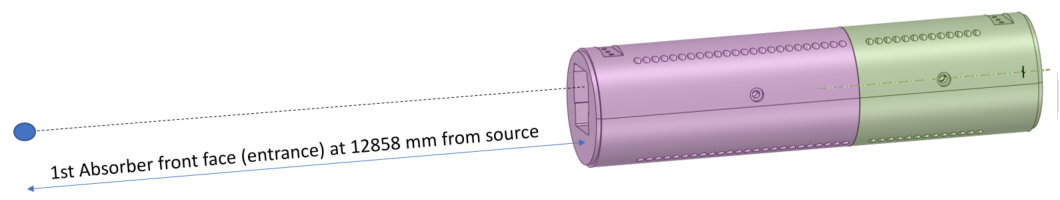 1st Absorber front face (entrance) at 12858 mm from source